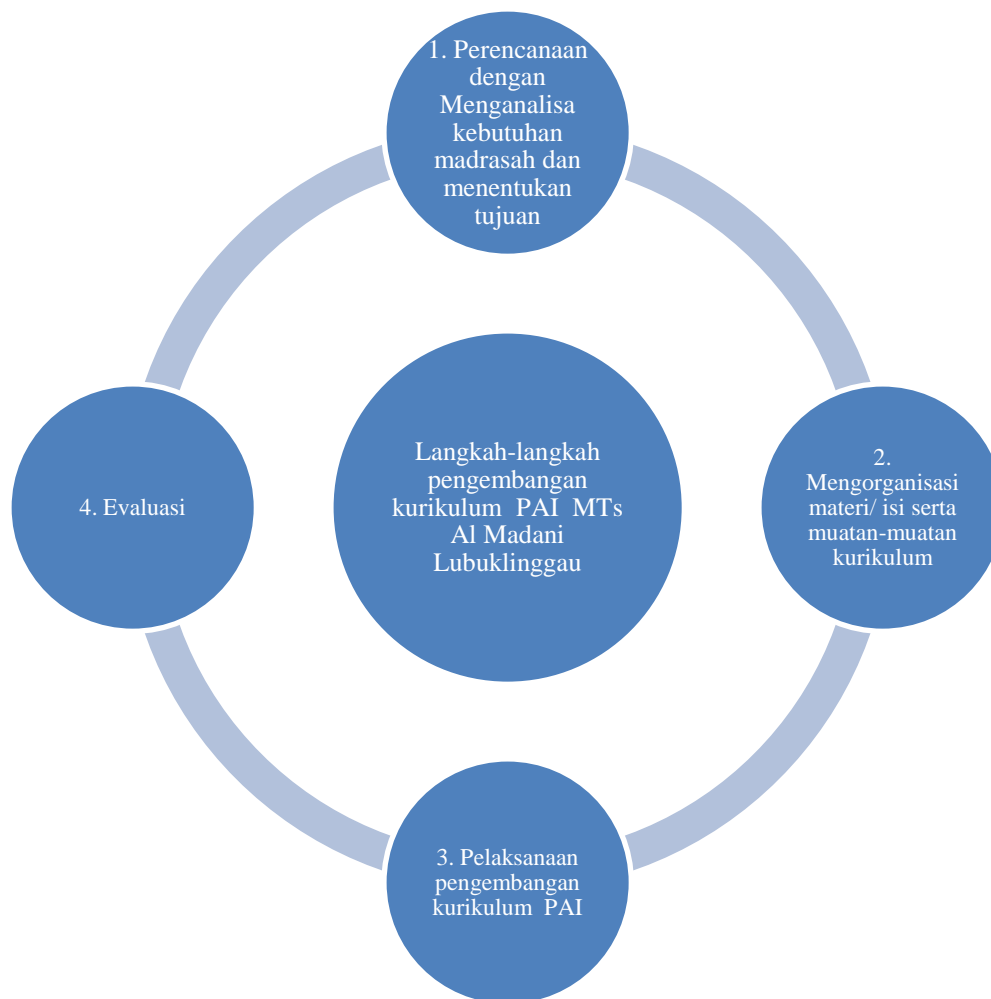 1. Perencanaan
dengan
Menganalisa
kebutuhan
madrasah dan
menentukan
tujuan
2.
Mengorganisasi
materi/ isi serta
muatan-muatan
kurikulum
Langkah-langkah
pengembangan
kurikulum PAI MTs
Al Madani
Lubuklinggau
4. Evaluasi
3. Pelaksanaan
pengembangan
kurikulum PAI